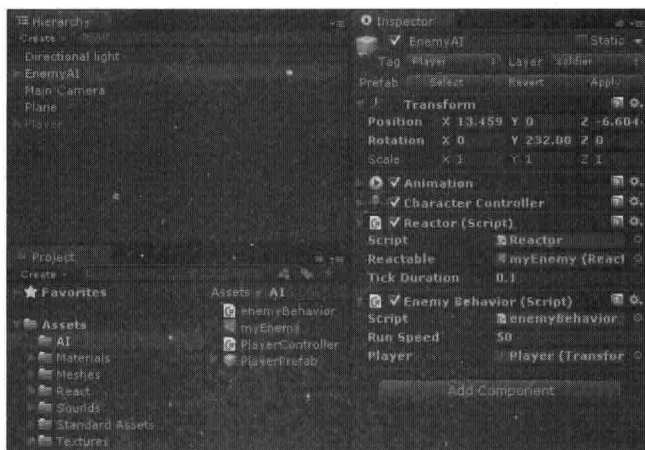 Hierarchy
Create
Directional light
EnemyAI
Main Camera
Plane
Player
Project
Create
Favorites
Assets
AI
Materials
Meshes
React
Sounds
Standard Assets
Textures
Assets AI
enemyBehavior
myEnemy
PlayerController
PlayerPrefab
Inspector
EnemyAI Static
Tag Player Layer soldier
Prefab Select Revert Apply
Transform
Position X 13.459 Y 0 Z -6.604
Rotation X 0 Y 232.00 Z 0
Scale X 1 Y 1 Z 1
Animation
Character Controller
Reactor (Script)
Script Reactor
Reactable myEnemy (React
Tick Duration 0.1
Enemy Behavior (Script)
Script enemyBehavior
Run Speed 50
Player Player (Transfor
Add Component